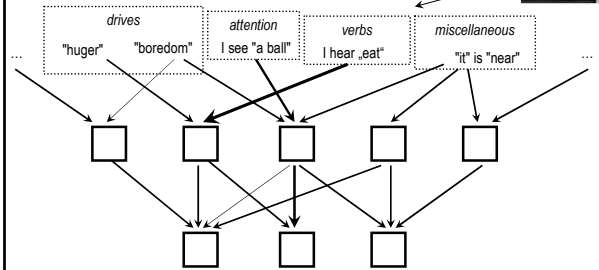 drives
attention
verbs
miscellaneous
"huger"
"boredom"
I see "a ball"
I hear „eat“
"it" is "near"
...
...